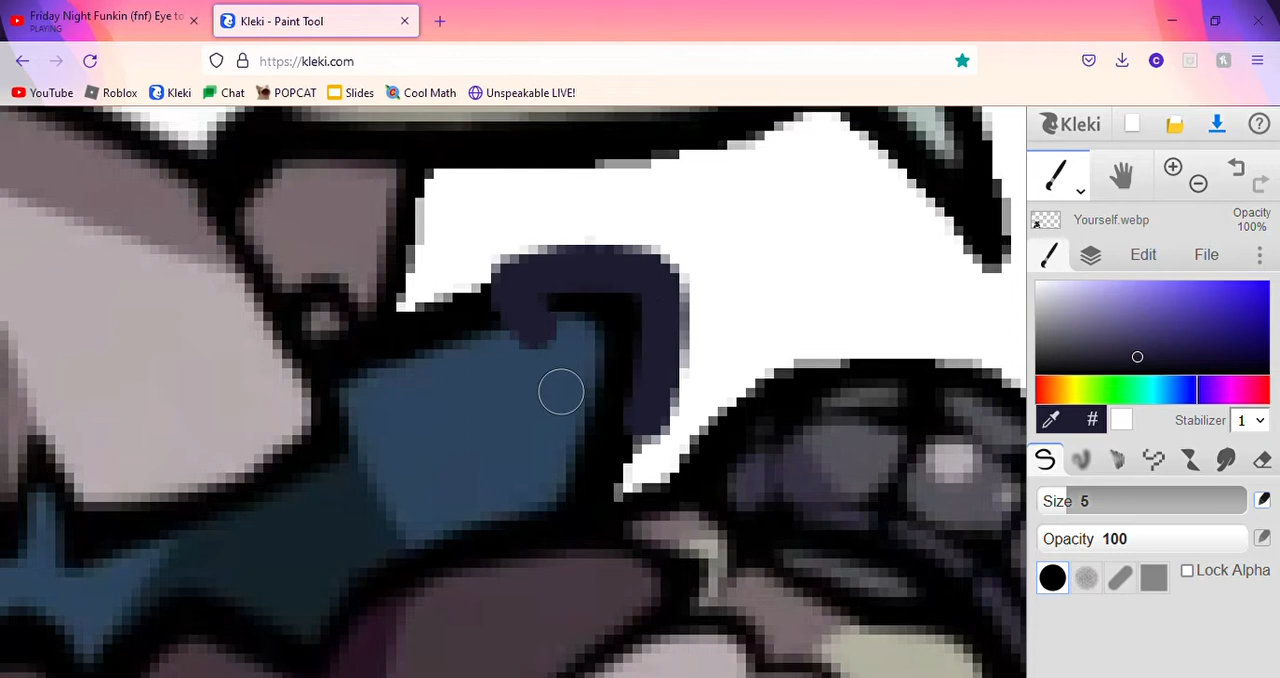 Friday Night Funkin (fnf) Eye to
PLAYING
Kleki - Paint Tool
https://kleki.com
YouTube Roblox Kleki Chat POPCAT Slides Cool Math Unspeakable LIVE!
Kleki
Yourself.webp
Opacity
100%
Edit File
# Stabilizer 1
Size 5
Opacity 100
Lock Alpha